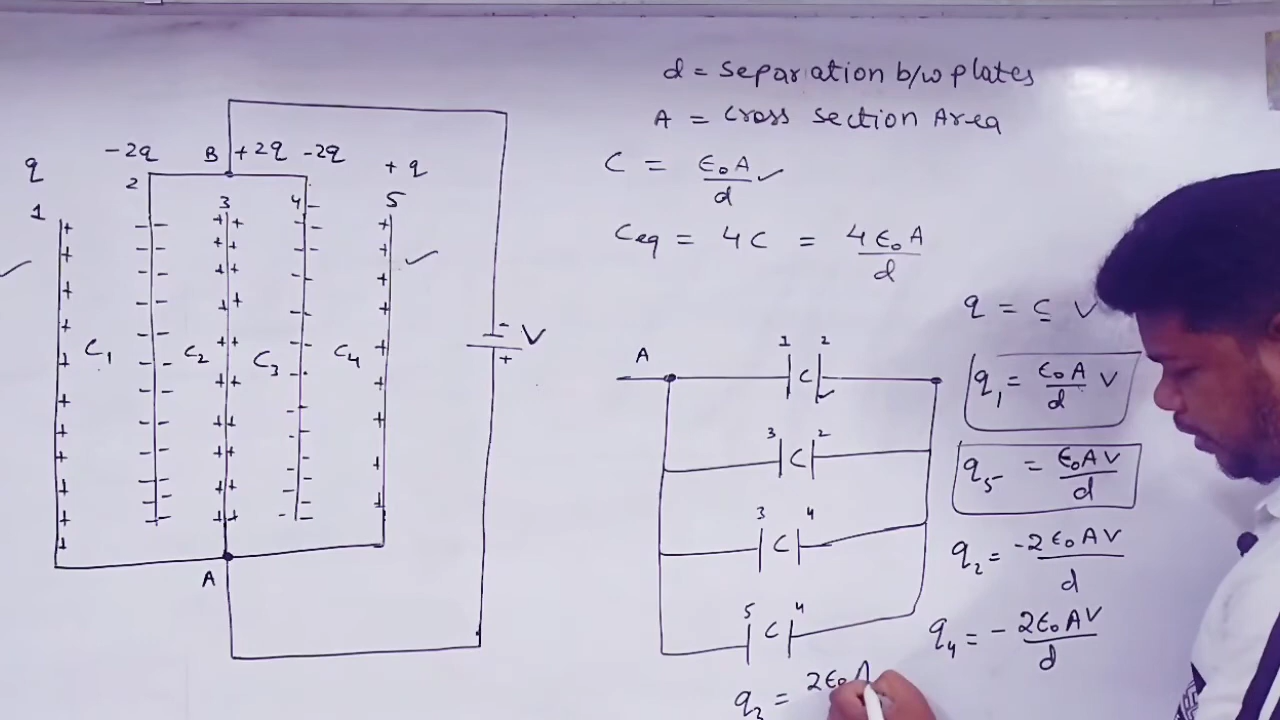 d = Separation b/w plates
A = Cross section Area
C = ε₀A/d ✓
Ceq = 4C = 4ε₀A/d
q = C V
q₁ = ε₀A/d V
q₅ = ε₀AV/d
q₂ = -2ε₀AV/d
q₄ = -2ε₀AV/d
q₃ = 2ε₀A
q -2q B +2q -2q +q
1 2 3 4 5
C₁ C₂ C₃ C₄
- V
+
A
A 1 2
C
3 C 2
3 C 4
5 C 4